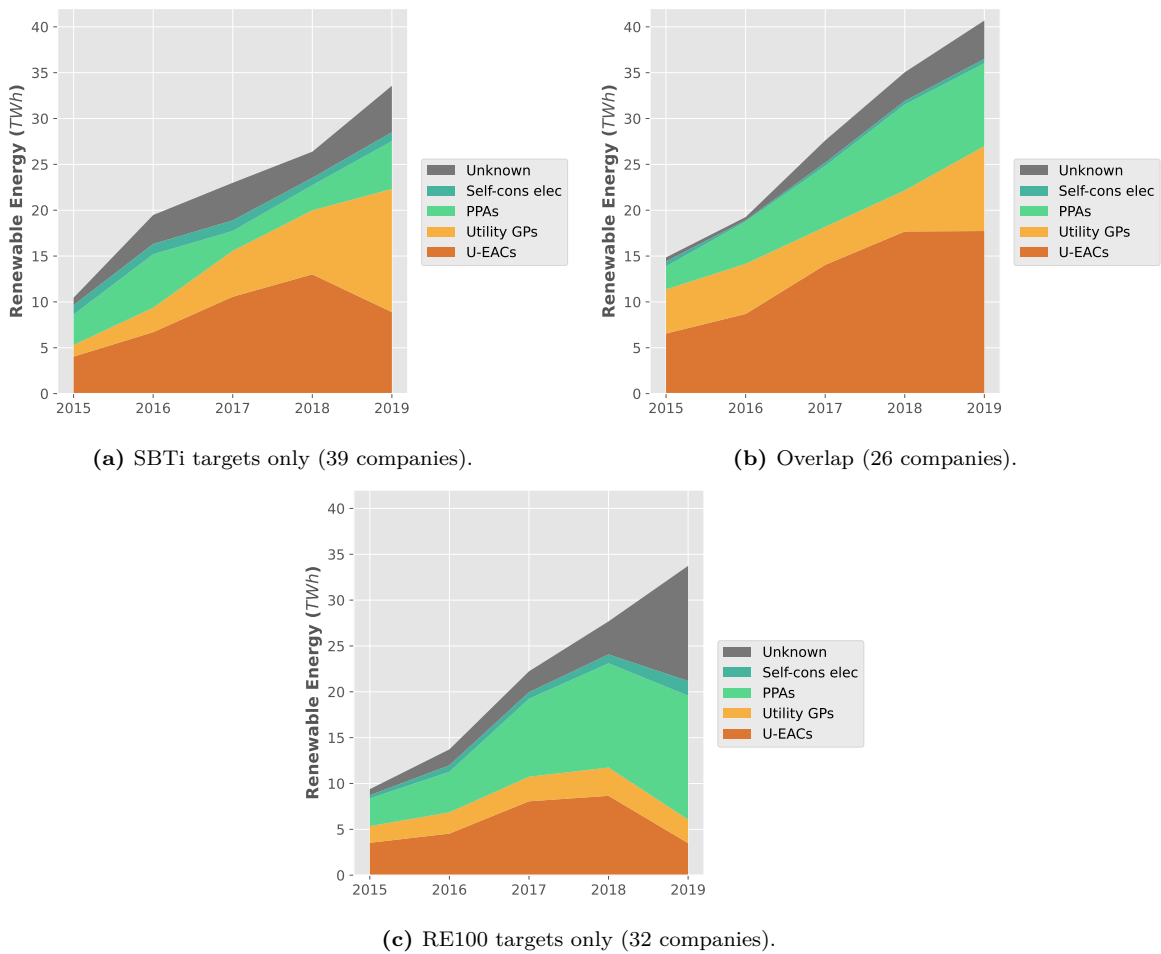 40
35
30
25
20
15
10
5
0
Renewable Energy (TWh)
2015 2016 2017 2018 2019
Unknown
Self-cons elec
PPAs
Utility GPs
U-EACs
(a) SBTi targets only (39 companies).
40
35
30
25
20
15
10
5
0
Renewable Energy (TWh)
2015 2016 2017 2018 2019
Unknown
Self-cons elec
PPAs
Utility GPs
U-EACs
(b) Overlap (26 companies).
40
35
30
25
20
15
10
5
0
Renewable Energy (TWh)
2015 2016 2017 2018 2019
Unknown
Self-cons elec
PPAs
Utility GPs
U-EACs
(c) RE100 targets only (32 companies).